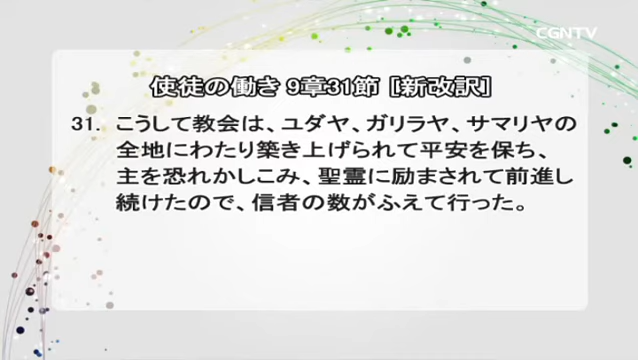 CGNTV
使徒の働き 9章31節 [新改訳]
31. こうして教会は、ユダヤ、ガリラヤ、サマリヤの
全地にわたり築き上げられて平安を保ち、
主を恐れかしこみ、聖霊に励まされて前進し
続けたので、信者の数がふえて行った。